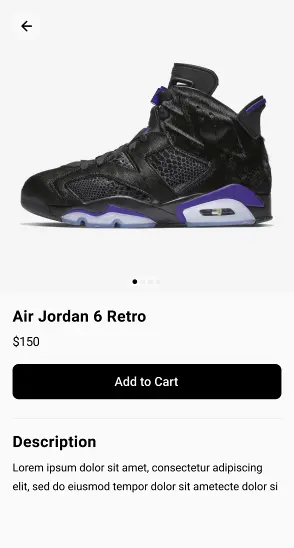 Air Jordan 6 Retro
$150
Add to Cart
Description
Lorem ipsum dolor sit amet, consectetur adipiscing
elit, sed do eiusmod tempor dolor sit ametecte dolor si